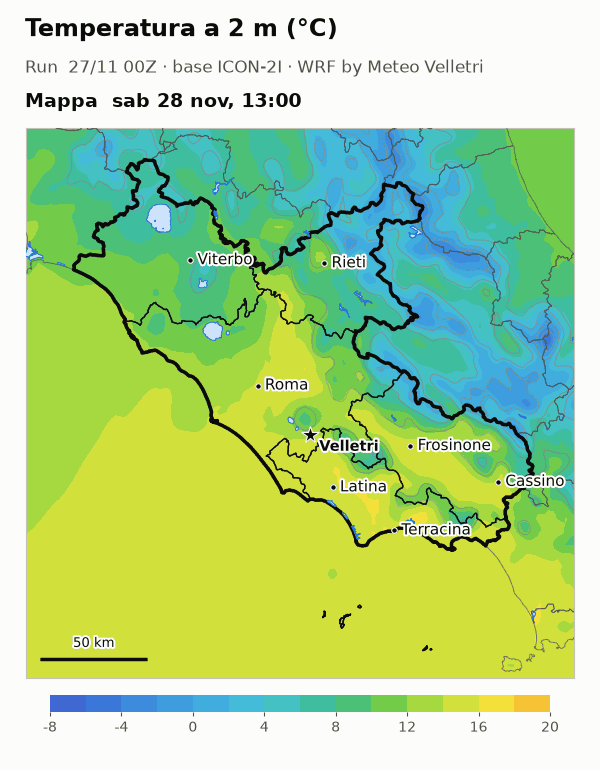 Temperatura a 2 m (°C)
Run  27/11 00Z · base ICON-2I · WRF by Meteo Velletri
Mappa  sab 28 nov, 13:00
Viterbo
Rieti
Roma
Velletri
Frosinone
Cassino
Latina
Terracina
50 km
-8 -4 0 4 8 12 16 20